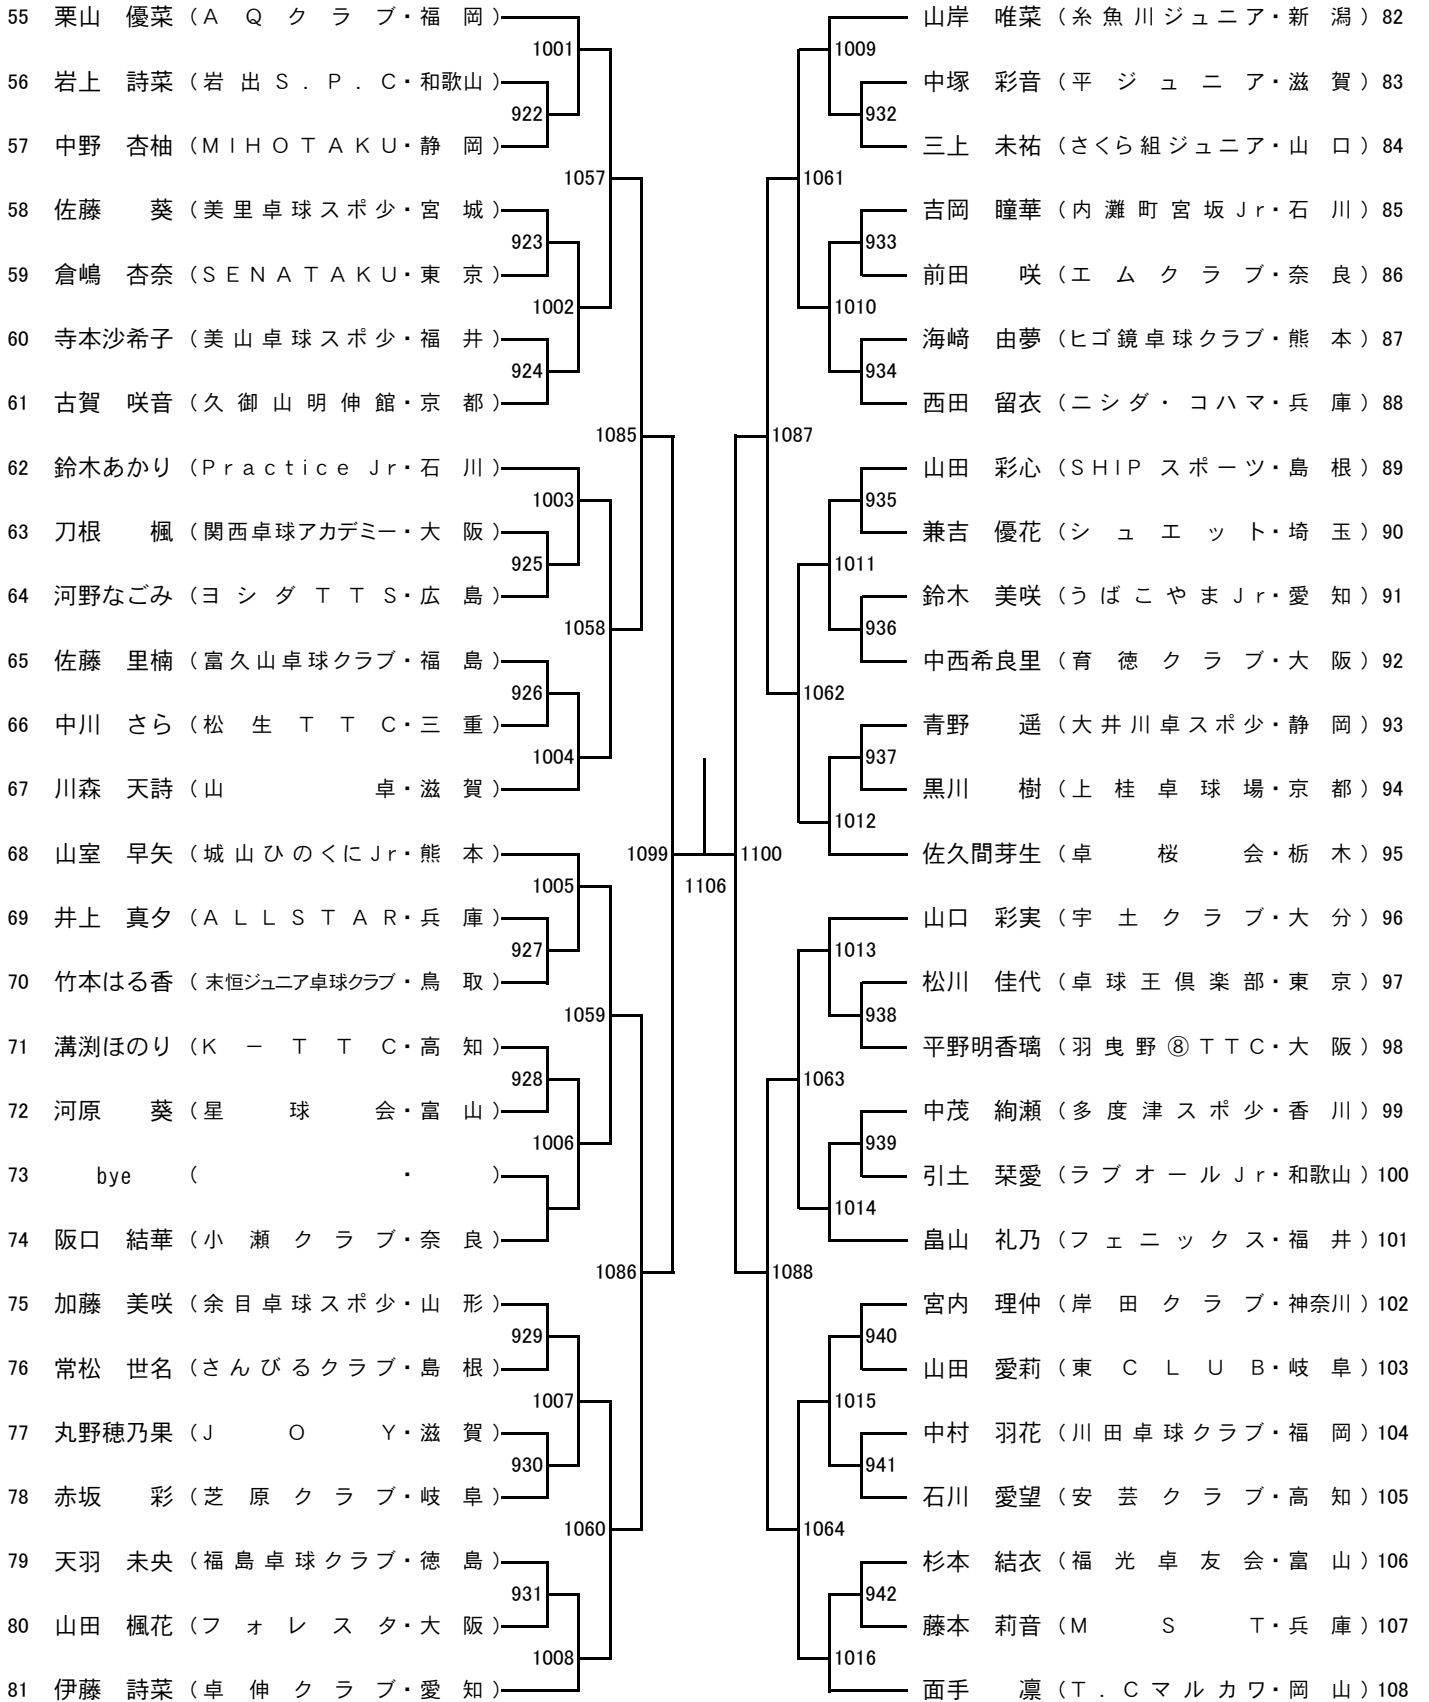 55 栗山 優菜 (AQクラブ・福岡)
1001
56 岩上 詩菜 (岩出S.P.C・和歌山)
922
57 中野 杏柚 (MIHOTAKU・静岡)
1057
58 佐藤 葵 (美里卓球スポ少・宮城)
923
59 倉嶋 杏奈 (SENATAKU・東京)
1002
60 寺本沙希子 (美山卓球スポ少・福井)
924
61 古賀 咲音 (久御山明伸館・京都)
1085
62 鈴木あかり (Practice Jr・石川)
1003
63 刀根 楓 (関西卓球アカデミー・大阪)
925
64 河野なごみ (ヨシダTTS・広島)
1058
65 佐藤 里楠 (富久山卓球クラブ・福島)
926
66 中川 さら (松生TTC・三重)
1004
67 川森 天詩 (山卓・滋賀)
68 山室 早矢 (城山ひのくにJr・熊本)
1099
1005
69 井上 真夕 (ALLSTAR・兵庫)
927
70 竹本はる香 (末恒ジュニア卓球クラブ・鳥取)
1059
71 溝渕ほのり (K-TTC・高知)
928
72 河原 葵 (星球会・富山)
1006
73 bye ( ・ )
74 阪口 結華 (小瀬クラブ・奈良)
1086
75 加藤 美咲 (余目卓球スポ少・山形)
929
76 常松 世名 (さんびるクラブ・島根)
1007
77 丸野穂乃果 (JOY・滋賀)
930
78 赤坂 彩 (芝原クラブ・岐阜)
1060
79 天羽 未央 (福島卓球クラブ・徳島)
931
80 山田 楓花 (フォレスタ・大阪)
1008
81 伊藤 詩菜 (卓伸クラブ・愛知)
1106
山岸 唯菜 (糸魚川ジュニア・新潟) 82
1009
中塚 彩音 (平ジュニア・滋賀) 83
932
三上 未祐 (さくら組ジュニア・山口) 84
1061
吉岡 瞳華 (内灘町宮坂Jr・石川) 85
933
前田 咲 (エムクラブ・奈良) 86
1010
海﨑 由夢 (ヒゴ鏡卓球クラブ・熊本) 87
934
西田 留衣 (ニシダ・コハマ・兵庫) 88
1087
山田 彩心 (SHIPスポーツ・島根) 89
935
兼吉 優花 (シュエット・埼玉) 90
1011
鈴木 美咲 (うばこやまJr・愛知) 91
936
中西希良里 (育徳クラブ・大阪) 92
1062
青野 遥 (大井川卓スポ少・静岡) 93
937
黒川 樹 (上桂卓球場・京都) 94
1012
佐久間芽生 (卓桜会・栃木) 95
1100
山口 彩実 (宇土クラブ・大分) 96
1013
松川 佳代 (卓球王倶楽部・東京) 97
938
平野明香璃 (羽曳野⑧TTC・大阪) 98
1063
中茂 絢瀬 (多度津スポ少・香川) 99
939
引土 栞愛 (ラブオールJr・和歌山) 100
1014
畠山 礼乃 (フェニックス・福井) 101
1088
宮内 理仲 (岸田クラブ・神奈川) 102
940
山田 愛莉 (東CLUB・岐阜) 103
1015
中村 羽花 (川田卓球クラブ・福岡) 104
941
石川 愛望 (安芸クラブ・高知) 105
1064
杉本 結衣 (福光卓友会・富山) 106
942
藤本 莉音 (MST・兵庫) 107
1016
面手 凛 (T.Cマルカワ・岡山) 108